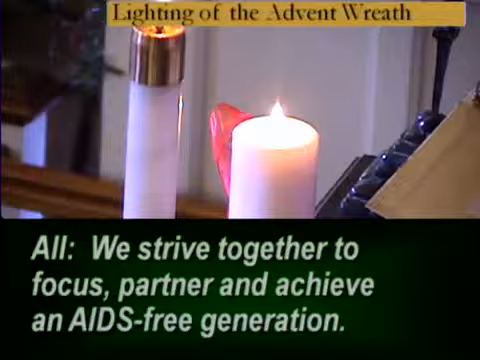 Lighting of the Advent Wreath
All: We strive together to
focus, partner and achieve
an AIDS-free generation.